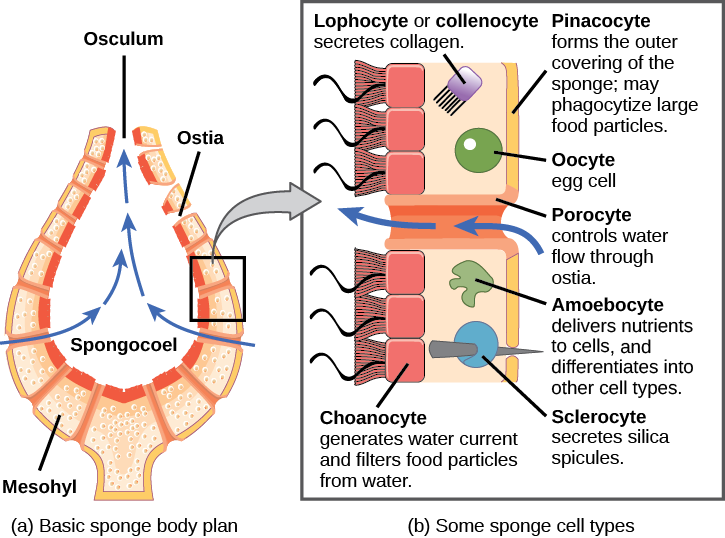 Osculum
Ostia
Spongocoel
Mesohyl
(a) Basic sponge body plan
Lophocyte or collenocyte
secretes collagen.
Pinacocyte
forms the outer
covering of the
sponge; may
phagocytize large
food particles.
Oocyte
egg cell
Porocyte
controls water
flow through
ostia.
Amoebocyte
delivers nutrients
to cells, and
differentiates into
other cell types.
Sclerocyte
secretes silica
spicules.
Choanocyte
generates water current
and filters food particles
from water.
(b) Some sponge cell types